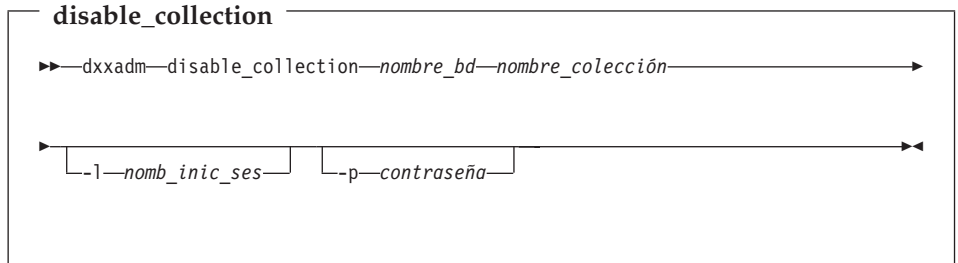 disable_collection
dxxadm disable_collection nombre_bd nombre_colección
-l nomb_inic_ses -p contraseña